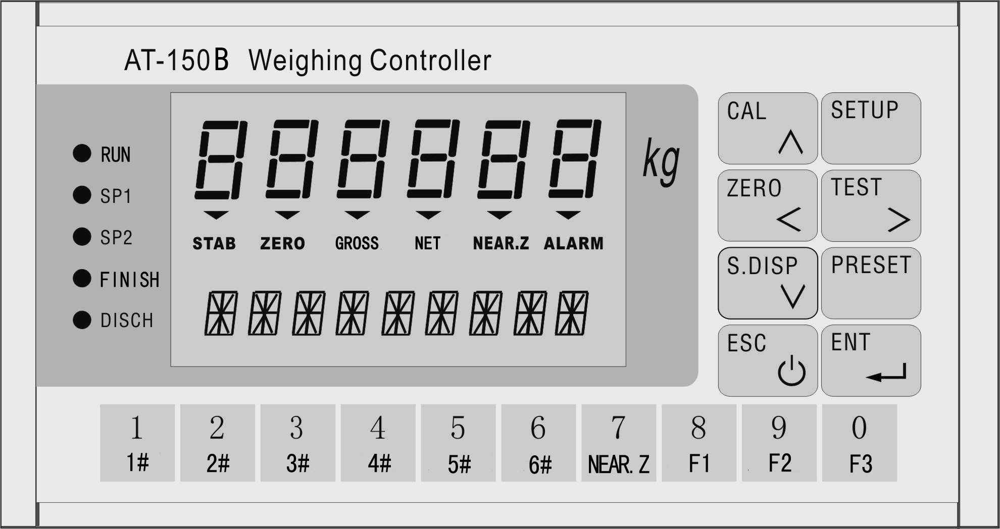 AT-150B Weighing Controller
888888 kg
RUN
SP1
SP2
FINISH
DISCH
STAB ZERO GROSS NET NEAR.Z ALARM
CAL SETUP
ZERO TEST
S.DISP PRESET
ESC ENT
1 2 3 4 5 6 7 8 9 0
1# 2# 3# 4# 5# 6# NEAR. Z F1 F2 F3